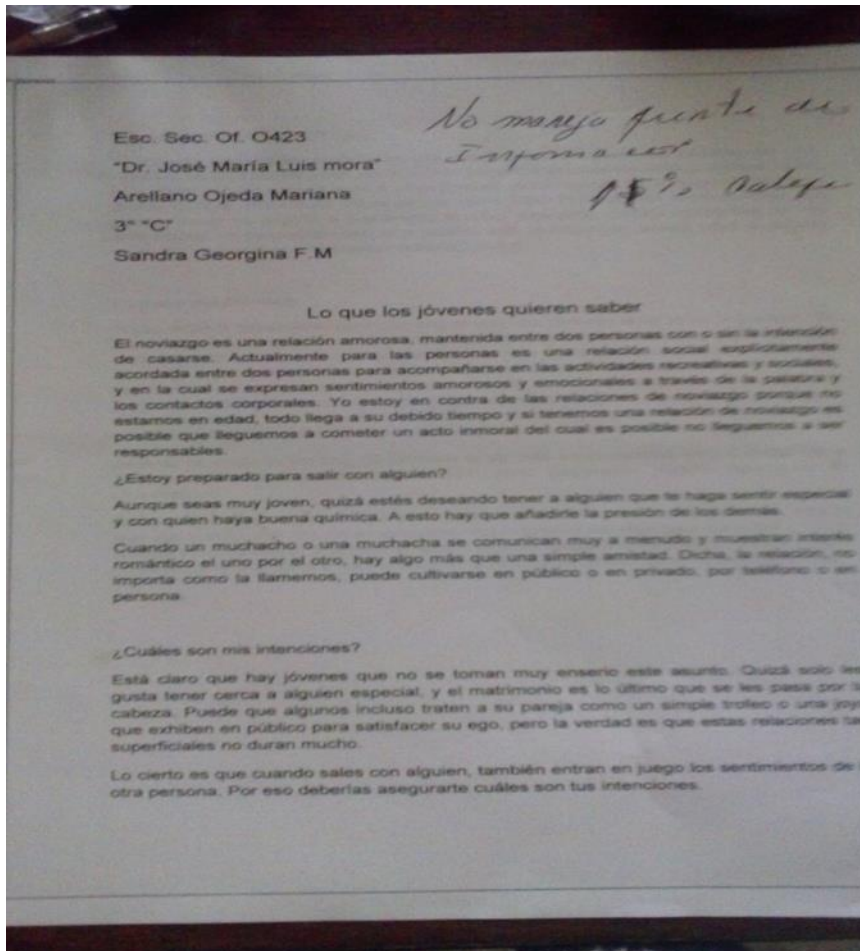 No manejo fuente de
Informacion
15%
Esc. Sec. Of. O423
"Dr. José María Luis mora"
Arellano Ojeda Mariana
3° "C"
Sandra Georgina F.M
Lo que los jóvenes quieren saber
El noviazgo es una relación amorosa, mantenida entre dos personas con o sin la intención
de casarse. Actualmente para las personas es una relación social explícitamente
acordada entre dos personas para acompañarse en las actividades recreativas y sociales,
y en la cual se expresan sentimientos amorosos y emocionales a través de la palabra y
los contactos corporales. Yo estoy en contra de las relaciones de noviazgo porque no
estamos en edad, todo llega a su debido tiempo y si tenemos una relación de noviazgo es
posible que lleguemos a cometer un acto inmoral del cual es posible no lleguemos a ser
responsables.
¿Estoy preparado para salir con alguien?
Aunque seas muy joven, quizá estés deseando tener a alguien que te haga sentir especial
y con quien haya buena química. A esto hay que añadirle la presión de los demás.
Cuando un muchacho o una muchacha se comunican muy a menudo y muestran interés
romántico el uno por el otro, hay algo más que una simple amistad. Dicha, la relación, no
importa como la llamemos, puede cultivarse en público o en privado, por teléfono o en
persona.
¿Cuáles son mis intenciones?
Está claro que hay jóvenes que no se toman muy enserio este asunto. Quizá solo les
gusta tener cerca a alguien especial, y el matrimonio es lo último que se les pasa por
cabeza. Puede que algunos incluso traten a su pareja como un simple trofeo o una joy
que exhiben en público para satisfacer su ego, pero la verdad es que estas relaciones ta
superficiales no duran mucho.
Lo cierto es que cuando sales con alguien, también entran en juego los sentimientos de
otra persona. Por eso deberías asegurarte cuáles son tus intenciones.